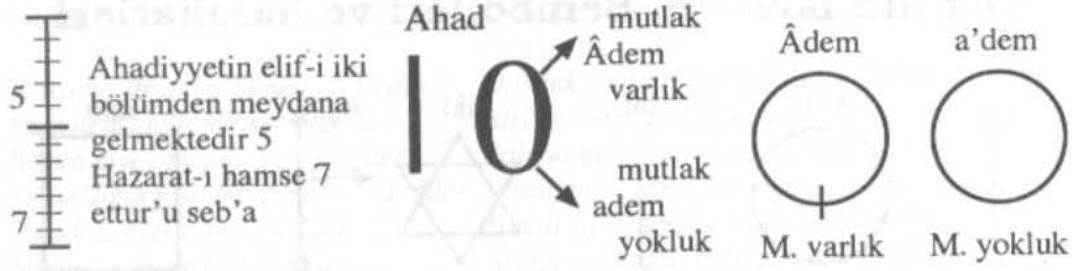 5
7
Ahadiyyetin elif-i iki
bölümden meydana
gelmektedir 5
Hazarat-ı hamse 7
ettur’u seb’a
Ahad
IO
mutlak
Âdem
varlık
mutlak
adem
yokluk
Âdem
M. varlık
a’dem
M. yokluk